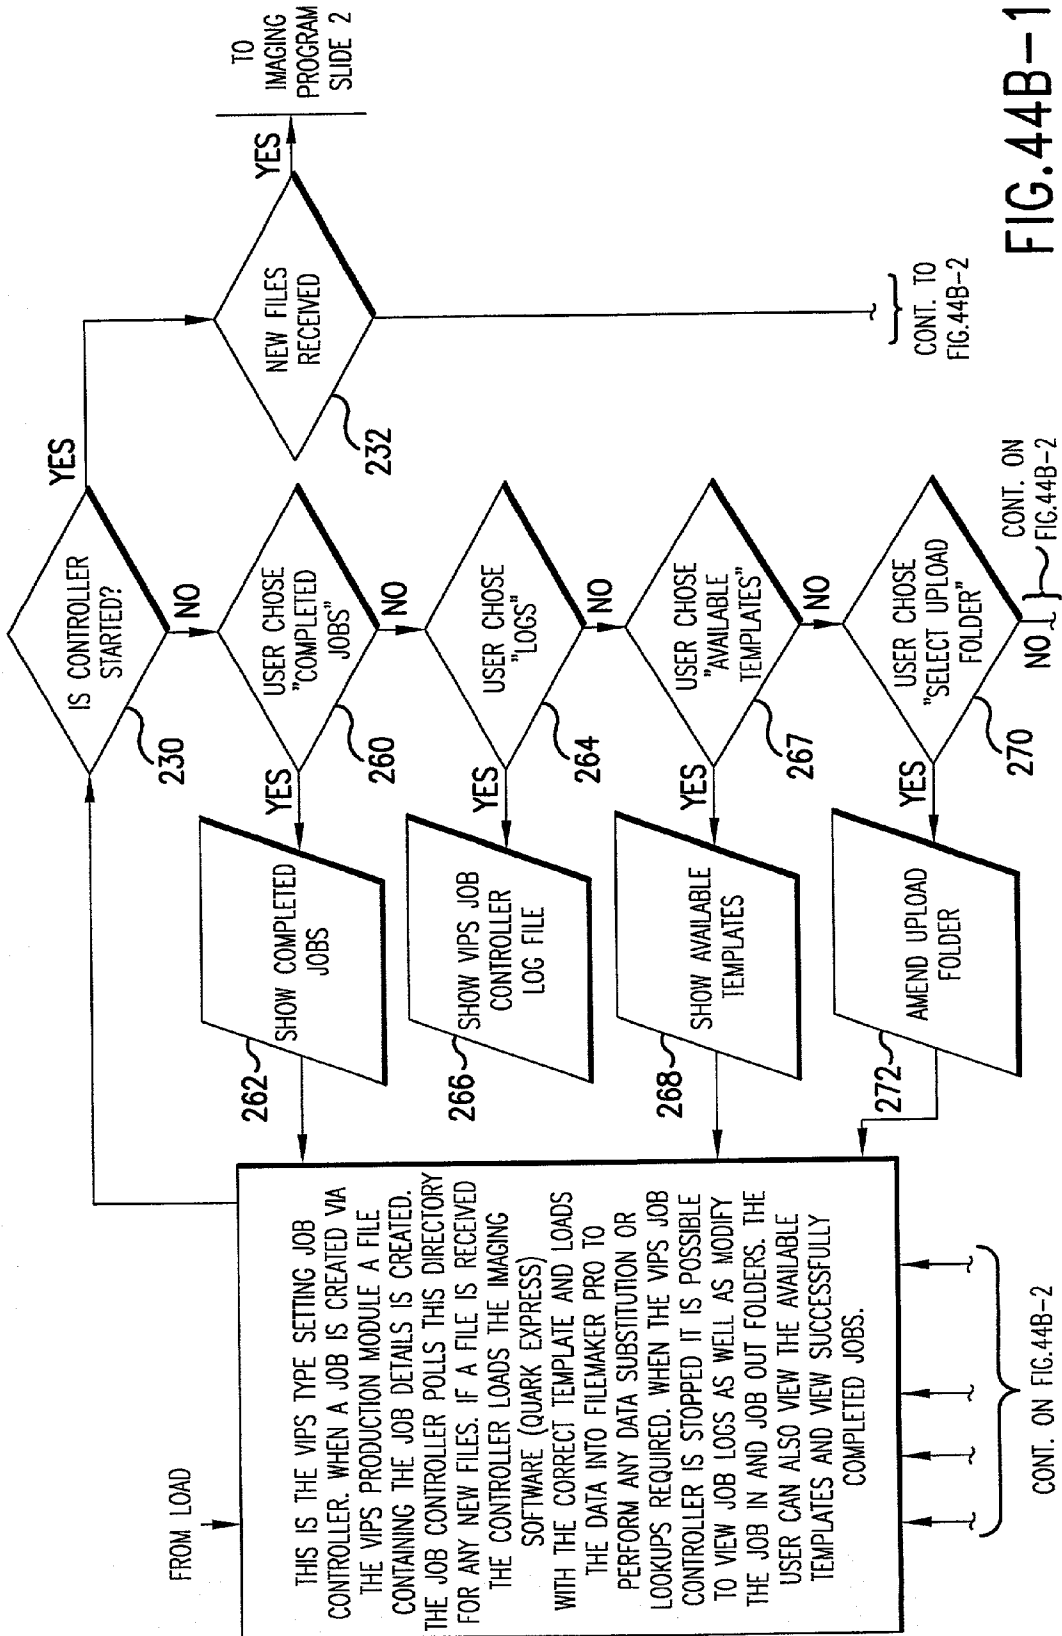 FROM LOAD
THIS IS THE VIPS TYPE SETTING JOB
CONTROLLER. WHEN A JOB IS CREATED VIA
THE VIPS PRODUCTION MODULE A FILE
CONTAINING THE JOB DETAILS IS CREATED.
THE JOB CONTROLLER POLLS THIS DIRECTORY
FOR ANY NEW FILES. IF A FILE IS RECEIVED
THE CONTROLLER LOADS THE IMAGING
SOFTWARE (QUARK EXPRESS)
WITH THE CORRECT TEMPLATE AND LOADS
THE DATA INTO FILEMAKER PRO TO
PERFORM ANY DATA SUBSTITUTION OR
LOOKUPS REQUIRED. WHEN THE VIPS JOB
CONTROLLER IS STOPPED IT IS POSSIBLE
TO VIEW JOB LOGS AS WELL AS MODIFY
THE JOB IN AND JOB OUT FOLDERS. THE
USER CAN ALSO VIEW THE AVAILABLE
TEMPLATES AND VIEW SUCCESSFULLY
COMPLETED JOBS.
CONT. ON FIG.44B-2
262
SHOW COMPLETED
JOBS
266
SHOW VIPS JOB
CONTROLLER
LOG FILE
268
SHOW AVAILABLE
TEMPLATES
272
AMEND UPLOAD
FOLDER
IS CONTROLLER
STARTED?
230
YES
NO
USER CHOSE
"COMPLETED
JOBS"
260
YES
NO
USER CHOSE
"LOGS"
264
YES
NO
USER CHOSE
"AVAILABLE
TEMPLATES"
267
YES
NO
USER CHOSE
"SELECT UPLOAD
FOLDER"
270
YES
NO
CONT. ON
FIG.44B-2
NEW FILES
RECEIVED
232
YES
TO
IMAGING
PROGRAM
SLIDE 2
CONT. TO
FIG.44B-2
FIG.44B-1